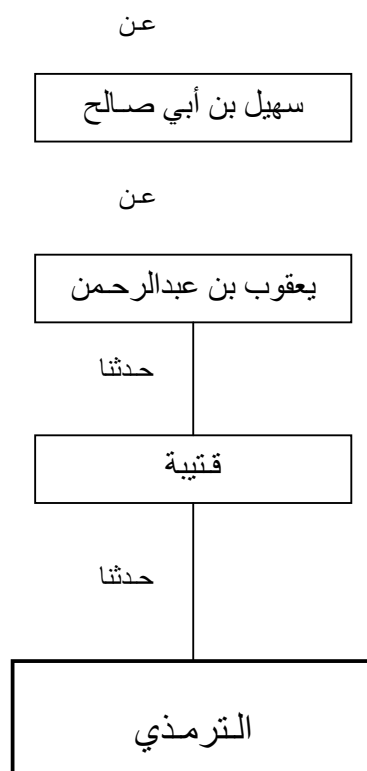 عن
سهيل بن أبي صالح
عن
يعقوب بن عبدالرحمن
حدثنا
قتيبة
حدثنا
الترمذي